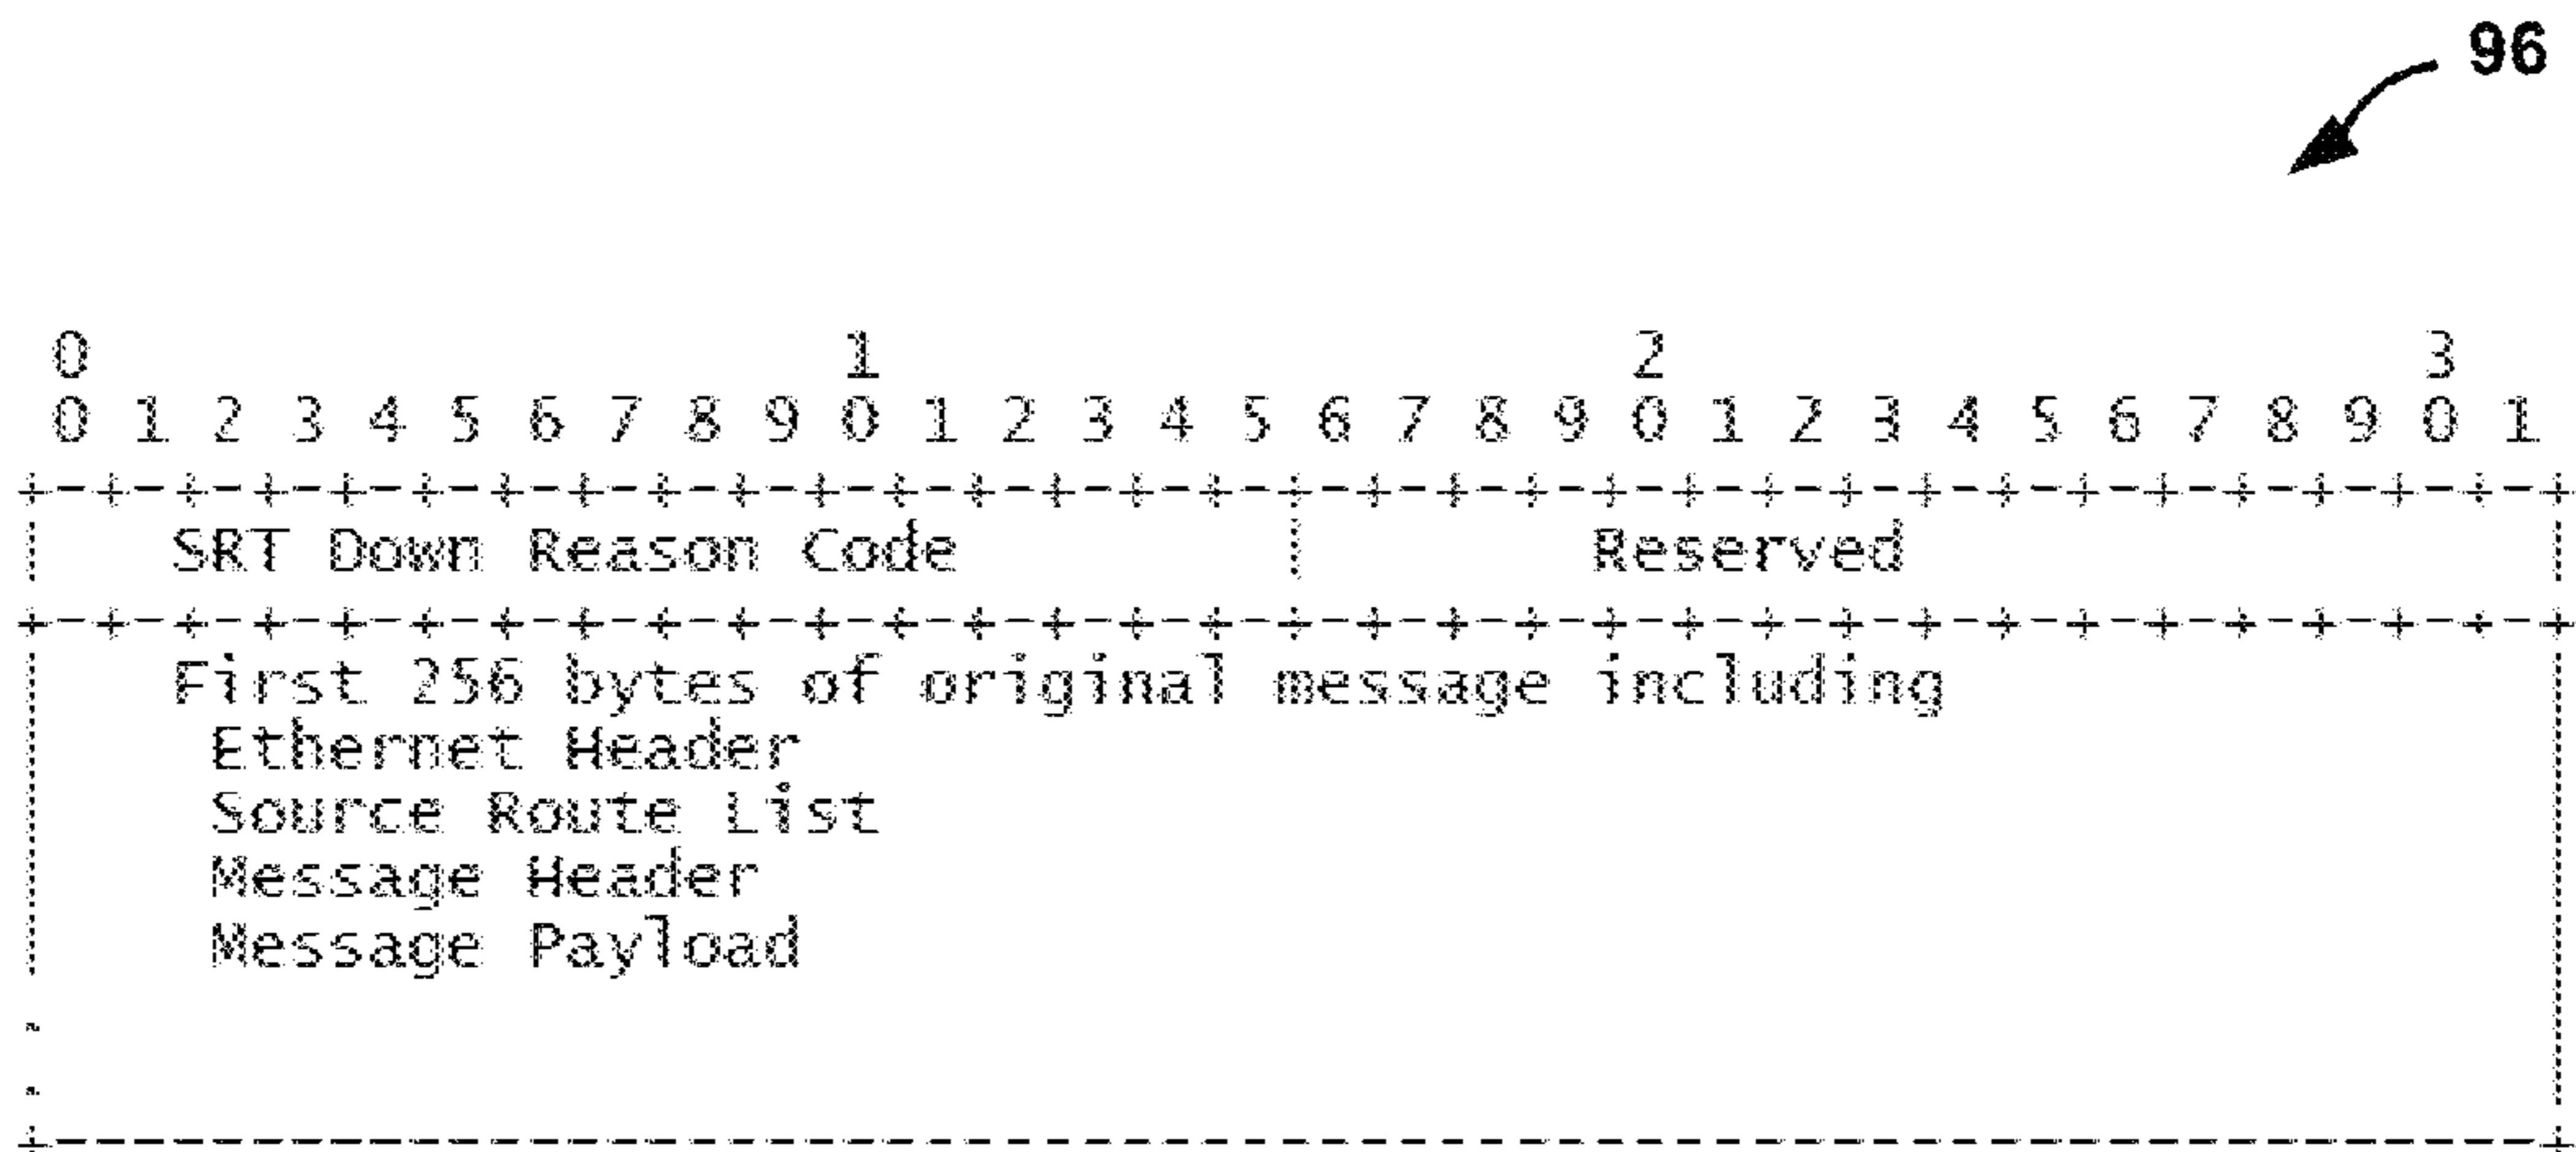 96
0                   1                   2                   3
0 1 2 3 4 5 6 7 8 9 0 1 2 3 4 5 6 7 8 9 0 1 2 3 4 5 6 7 8 9 0 1
+-+-+-+-+-+-+-+-+-+-+-+-+-+-+-+-+-+-+-+-+-+-+-+-+-+-+-+-+-+-+-+-+
|   SRT Down Reason Code        |       Reserved                |
+-+-+-+-+-+-+-+-+-+-+-+-+-+-+-+-+-+-+-+-+-+-+-+-+-+-+-+-+-+-+-+-+
|   First 256 bytes of original message including               |
|    Ethernet Header                                            |
|    Source Route List                                          |
|    Message Header                                             |
|    Message Payload                                            |
.                                                               |
.                                                               |
+---------------------------------------------------------------+